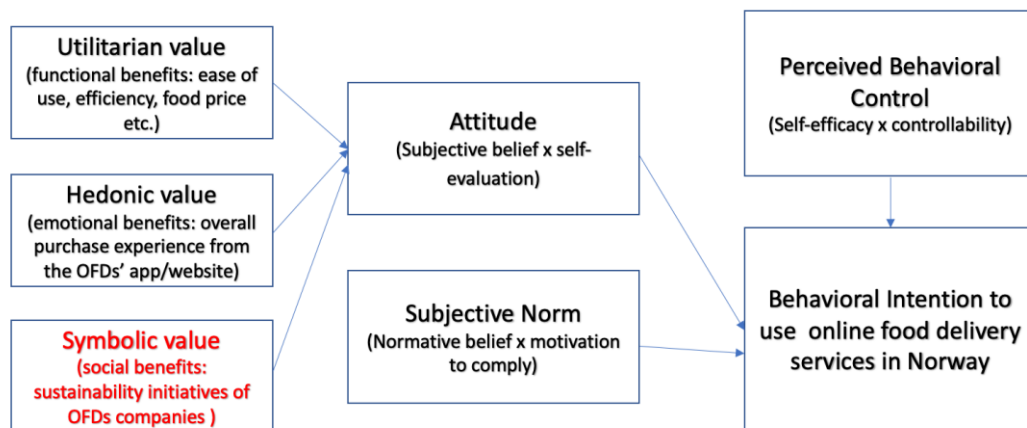 Utilitarian value
(functional benefits: ease of
use, efficiency, food price
etc.)
Hedonic value
(emotional benefits: overall
purchase experience from
the OFDs' app/website)
Symbolic value
(social benefits:
sustainability initiatives of
OFDs companies )
Attitude
(Subjective belief x self-
evaluation)
Subjective Norm
(Normative belief x motivation
to comply)
Perceived Behavioral
Control
(Self-efficacy x controllability)
Behavioral Intention to
use online food delivery
services in Norway